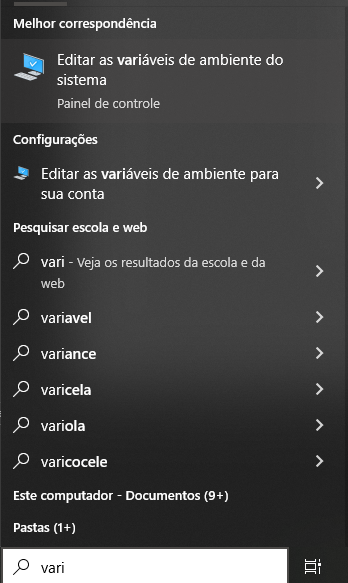 Melhor correspondência
Editar as variáveis de ambiente do
sistema
Painel de controle
Configurações
Editar as variáveis de ambiente para
sua conta
Pesquisar escola e web
vari - Veja os resultados da escola e da
web
variavel
variance
varicela
variola
varicocele
Este computador - Documentos (9+)
Pastas (1+)
vari